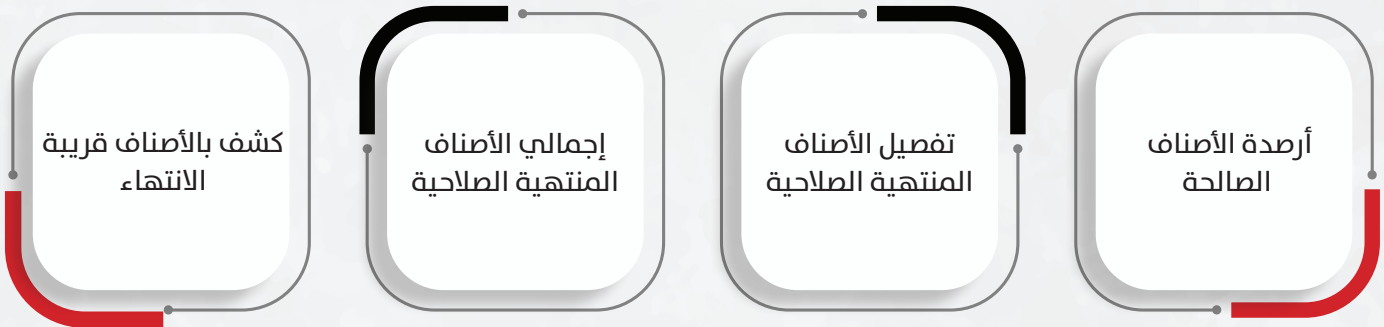 أرصدة الأصناف
الصالحة
تفصيل الأصناف
المنتهية الصلاحية
إجمالي الأصناف
المنتهية الصلاحية
كشف بالأصناف قريبة
الانتهاء